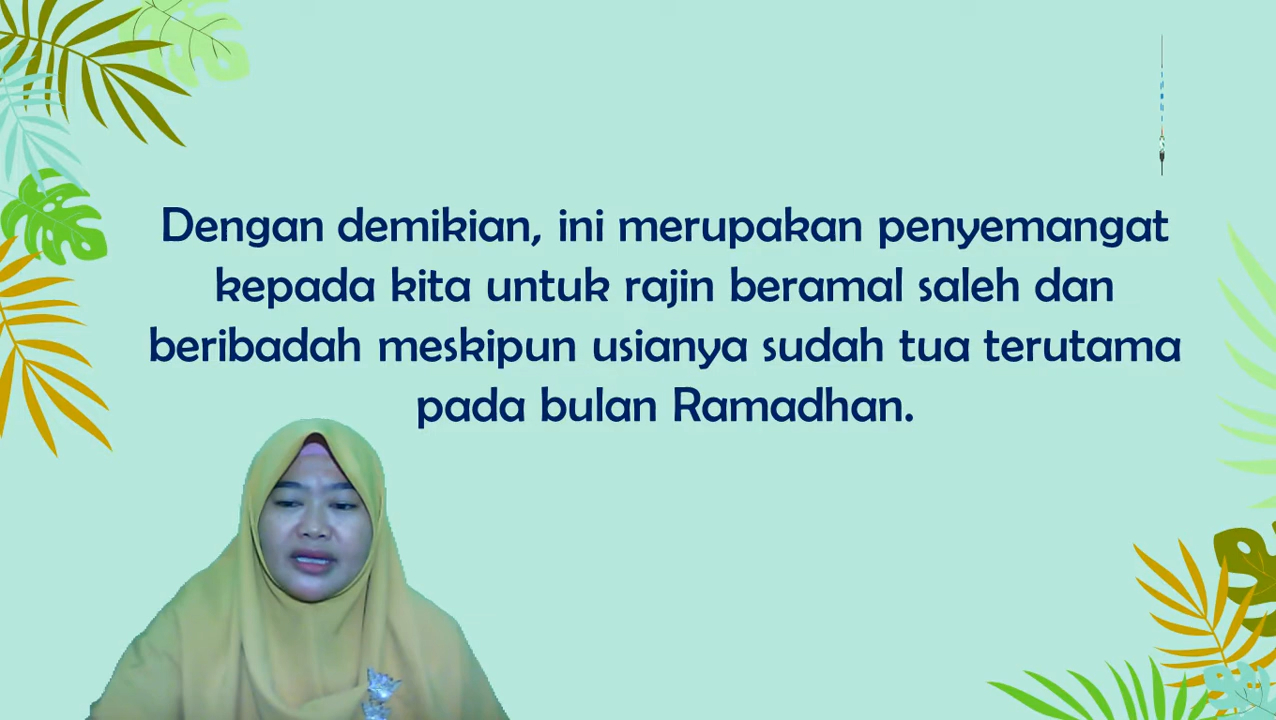 Dengan demikian, ini merupakan penyemangat
kepada kita untuk rajin beramal saleh dan
beribadah meskipun usianya sudah tua terutama
pada bulan Ramadhan.